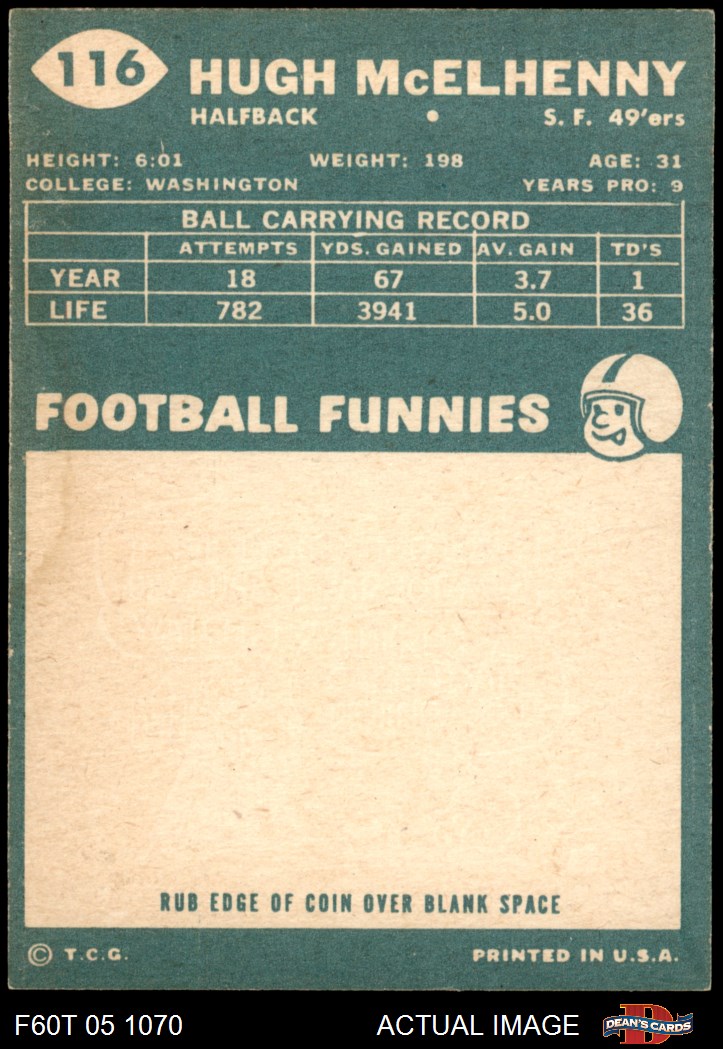 116
HUGH McELHENNY
HALFBACK • S. F. 49'ers
HEIGHT: 6:01 WEIGHT: 198 AGE: 31
COLLEGE: WASHINGTON YEARS PRO: 9
BALL CARRYING RECORD
ATTEMPTS YDS. GAINED AV. GAIN TD'S
YEAR 18 67 3.7 1
LIFE 782 3941 5.0 36
FOOTBALL FUNNIES
RUB EDGE OF COIN OVER BLANK SPACE
© T.C.G. PRINTED IN U.S.A.
F60T 05 1070 ACTUAL IMAGE D DEAN'S CARDS